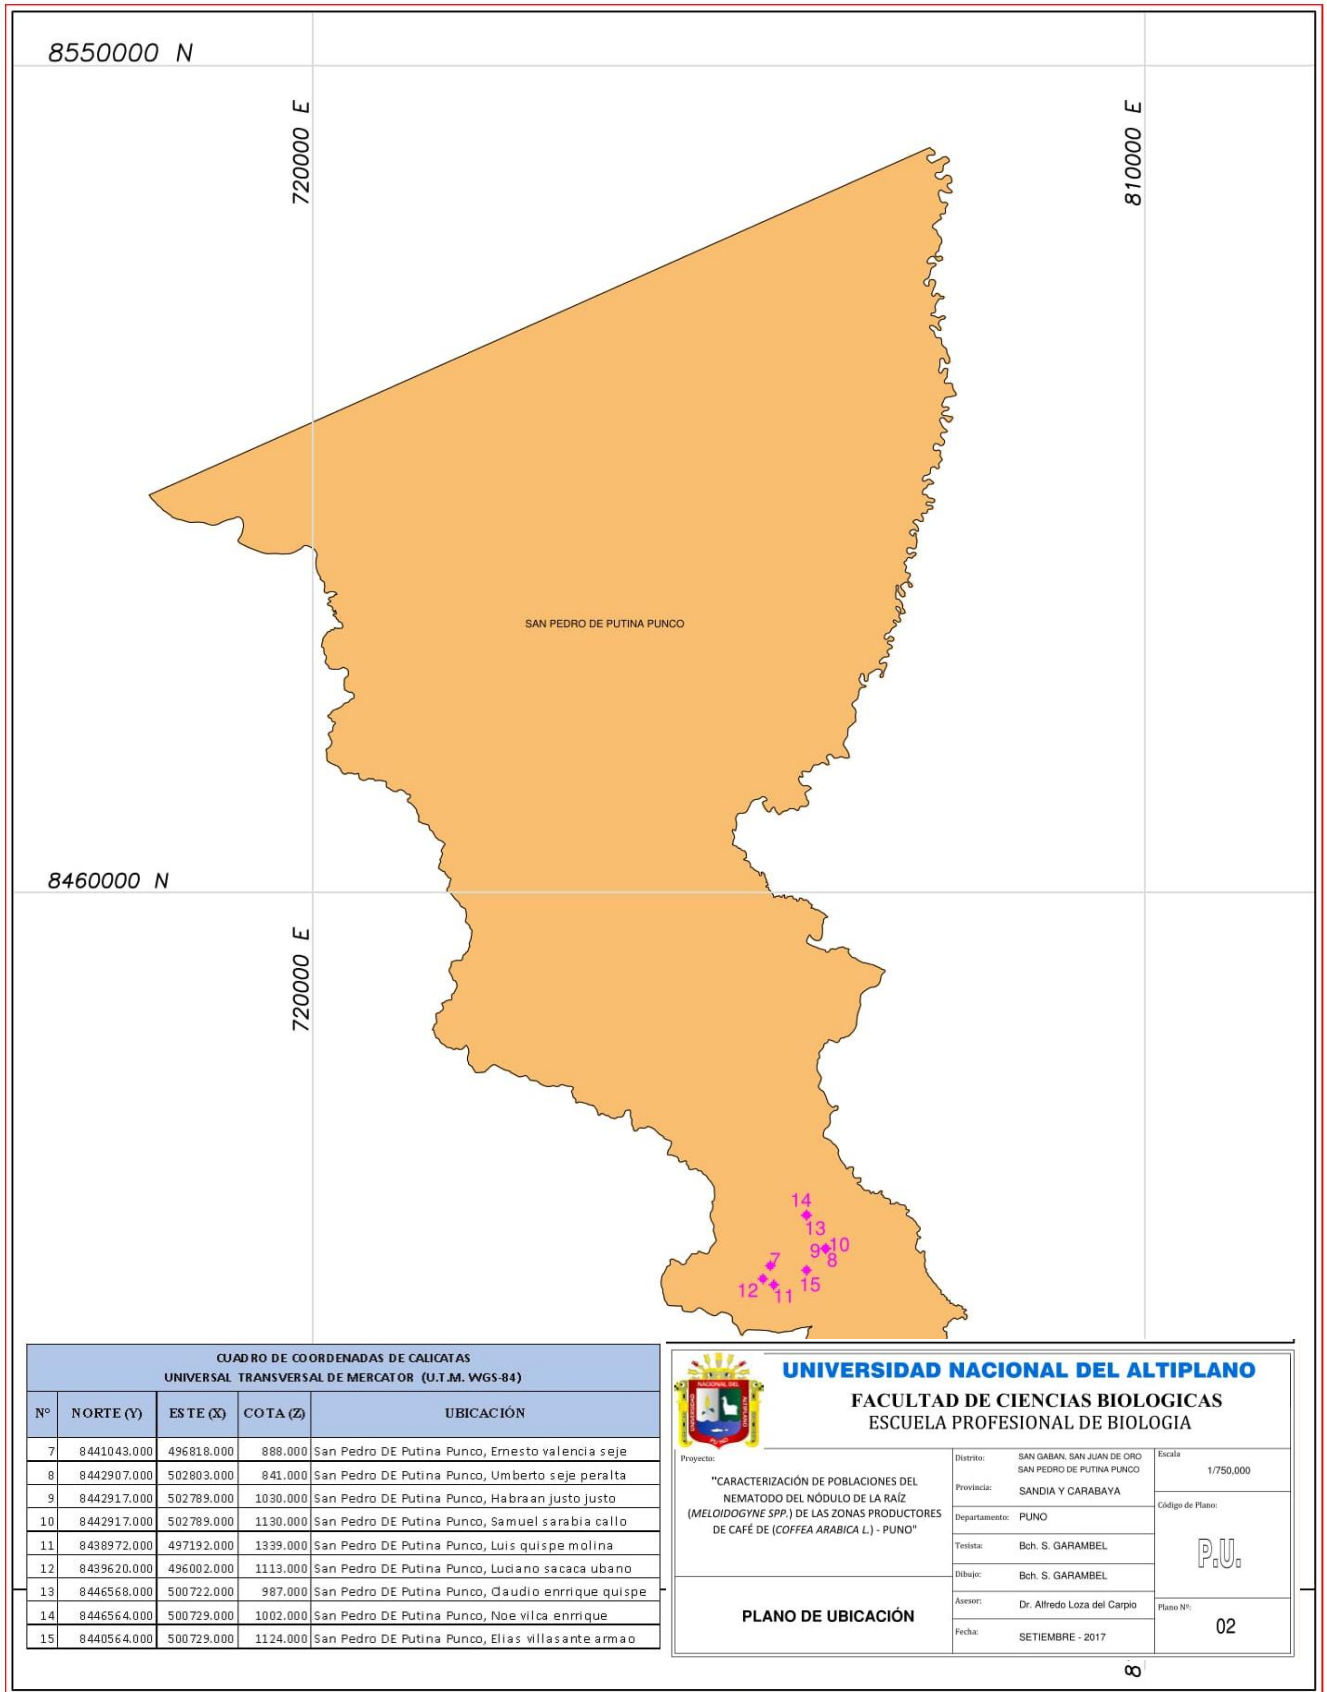 8550000 N
720000 E
810000 E
SAN PEDRO DE PUTINA PUNCO
8460000 N
720000 E
14
13
9 10
8
7
15
12
11
CUADRO DE COORDENADAS DE CALICATAS
UNIVERSAL TRANSVERSAL DE MERCATOR (U.T.M. WGS-84)
N° NORTE (Y) ESTE (X) COTA (Z) UBICACIÓN
7 8441043.000 496818.000 888.000 San Pedro DE Putina Punco, Ernesto valencia seje
8 8442907.000 502803.000 841.000 San Pedro DE Putina Punco, Umberto seje peralta
9 8442917.000 502789.000 1030.000 San Pedro DE Putina Punco, Habraan justo justo
10 8442917.000 502789.000 1130.000 San Pedro DE Putina Punco, Samuel sarabia callo
11 8438972.000 497192.000 1339.000 San Pedro DE Putina Punco, Luis quispe molina
12 8439620.000 496002.000 1113.000 San Pedro DE Putina Punco, Luciano sacaca ubano
13 8446568.000 500722.000 987.000 San Pedro DE Putina Punco, Claudio enrrique quispe
14 8446564.000 500729.000 1002.000 San Pedro DE Putina Punco, Noe vilca enrrique
15 8440564.000 500729.000 1124.000 San Pedro DE Putina Punco, Elias villasante armao
UNIVERSIDAD NACIONAL DEL ALTIPLANO
FACULTAD DE CIENCIAS BIOLOGICAS
ESCUELA PROFESIONAL DE BIOLOGIA
Proyecto:
"CARACTERIZACIÓN DE POBLACIONES DEL
NEMATODO DEL NÓDULO DE LA RAÍZ
(MELOIDOGYNE SPP.) DE LAS ZONAS PRODUCTORES
DE CAFÉ DE (COFFEA ARABICA L.) - PUNO"
PLANO DE UBICACIÓN
Distrito: SAN GABAN, SAN JUAN DE ORO
SAN PEDRO DE PUTINA PUNCO
Provincia: SANDIA Y CARABAYA
Departamento: PUNO
Tesista: Bch. S. GARAMBEL
Dibujo: Bch. S. GARAMBEL
Asesor: Dr. Alfredo Loza del Carpio
Fecha: SETIEMBRE - 2017
Escala
1/750,000
Código de Plano:
P.U.
Plano Nº:
02
8